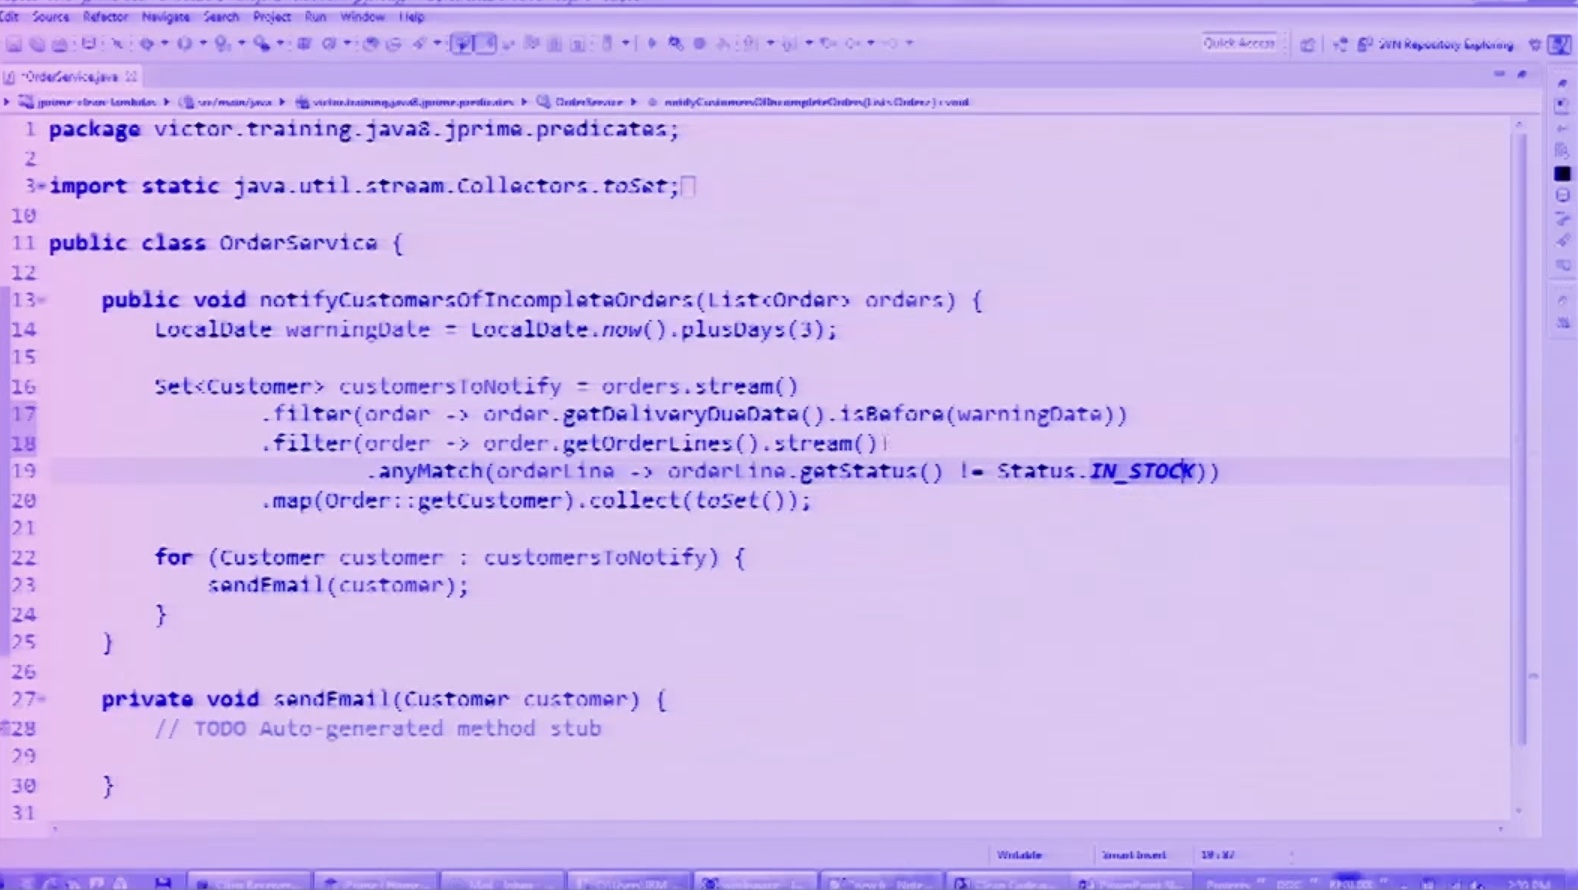 Edit Source Refactor Navigate Search Project Run Window Help
Quick Access SVN Repository Exploring
*OrderService.java
jprime-clean-lambdas src/main/java victor.training.java8.jprime.predicates OrderService notifyCustomersOfIncompleteOrders(List<Order>) : void
1 package victor.training.java8.jprime.predicates;
2
3 import static java.util.stream.Collectors.toSet;
10
11 public class OrderService {
12
13 public void notifyCustomersOfIncompleteOrders(List<Order> orders) {
14 LocalDate warningDate = LocalDate.now().plusDays(3);
15
16 Set<Customer> customersToNotify = orders.stream()
17 .filter(order -> order.getDeliveryDueDate().isBefore(warningDate))
18 .filter(order -> order.getOrderLines().stream()
19 .anyMatch(orderLine -> orderLine.getStatus() != Status.IN_STOCK))
20 .map(Order::getCustomer).collect(toSet());
21
22 for (Customer customer : customersToNotify) {
23 sendEmail(customer);
24 }
25 }
26
27 private void sendEmail(Customer customer) {
28 // TODO Auto-generated method stub
29
30 }
31
Writable Smart Insert